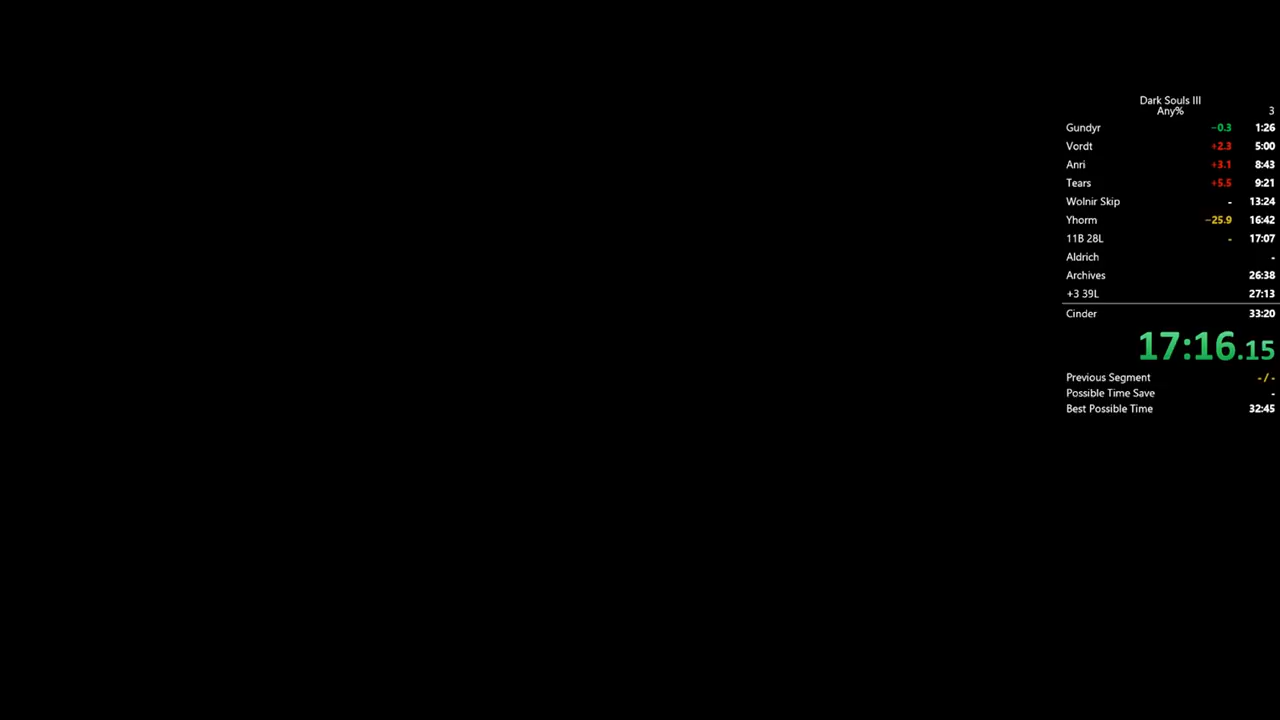 Dark Souls III
Any% 3
Gundyr −0.3 1:26
Vordt +2.3 5:00
Anri +3.1 8:43
Tears +5.5 9:21
Wolnir Skip - 13:24
Yhorm −25.9 16:42
11B 28L - 17:07
Aldrich -
Archives 26:38
+3 39L 27:13
Cinder 33:20
17:16.15
Previous Segment - / -
Possible Time Save -
Best Possible Time 32:45